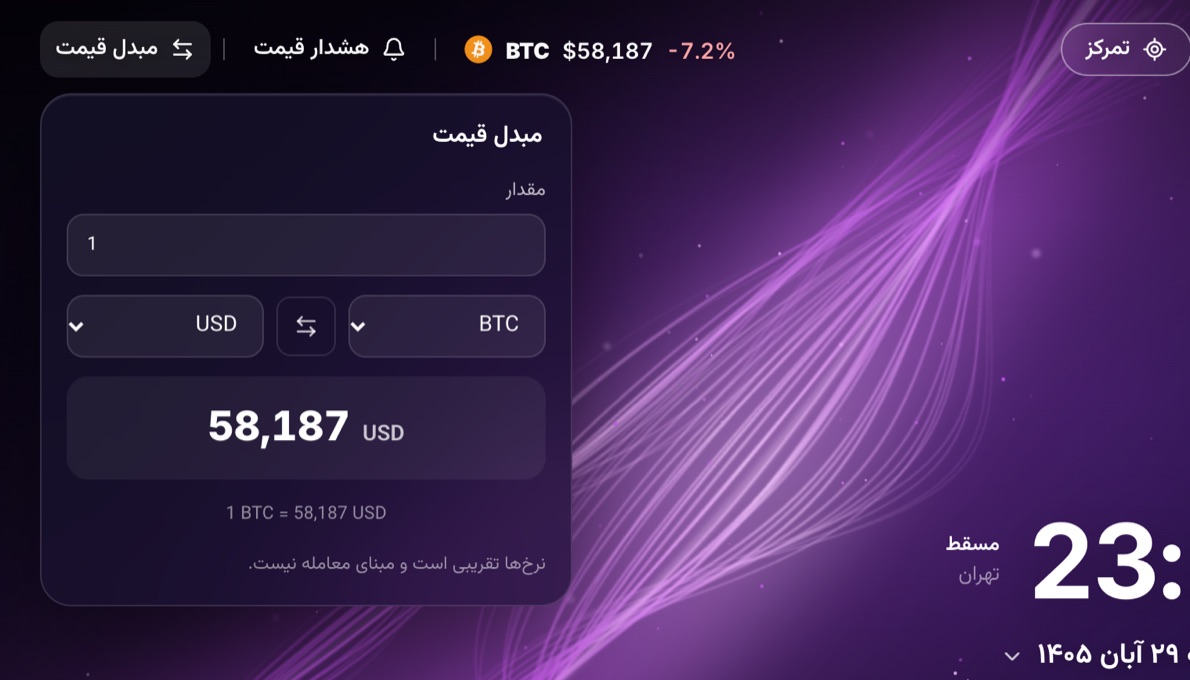 مبدل قیمت
هشدار قیمت
BTC $58,187 -7.2%
تمرکز
مبدل قیمت
مقدار
1
BTC
USD
58,187 USD
1 BTC = 58,187 USD
نرخ‌ها تقریبی است و مبنای معامله نیست.
23:
مسقط
تهران
۲۹ آبان ۱۴۰۵